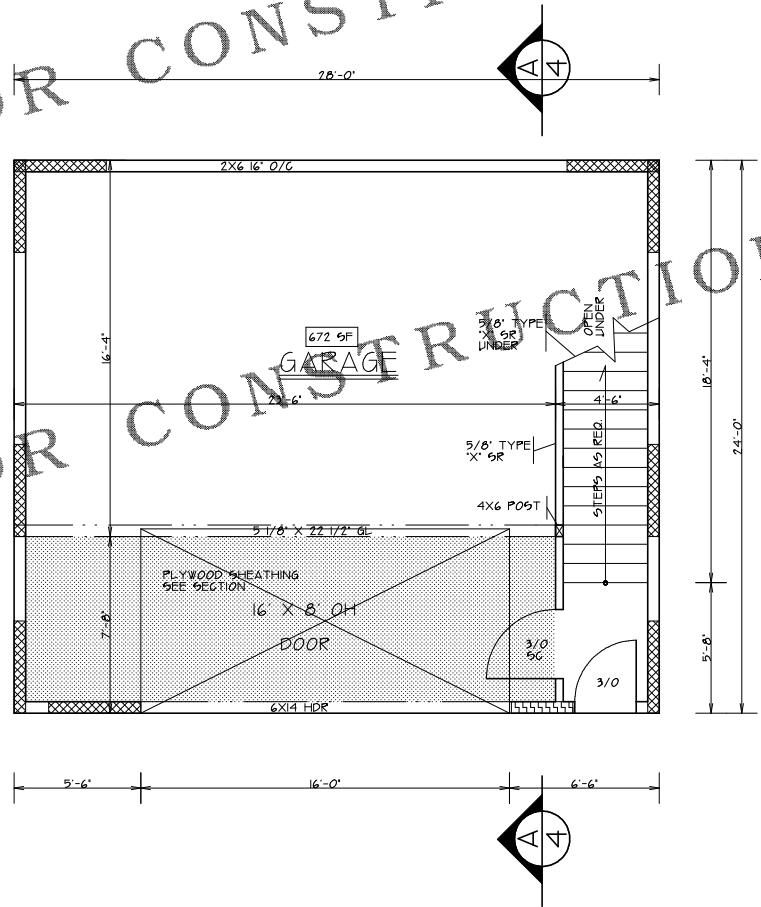 OR CONSTR
28'-0"
A
4
2X6 16" O/C
16'-4"
672 SF
GARAGE
5/8" TYPE
"X" SR
UNDER
OPEN
UNDER
OR CONSTRUCTION
23'-6"
4'-6"
18'-4"
24'-0"
5/8" TYPE
"X" SR
STEPS AS REQ.
4X6 POST
5 1/8" X 22 1/2" GL
PLYWOOD SHEATHING
SEE SECTION
16' X 8' OH
DOOR
7'-8"
3/0
SC
3/0
5'-8"
6X14 HDR
5'-6"
16'-0"
6'-6"
A
4